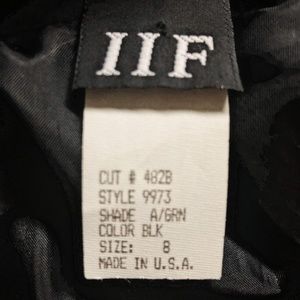 IIF
CUT # 482B
STYLE 9973
SHADE A/GRN
COLOR BLK
SIZE: 8
MADE IN U.S.A.